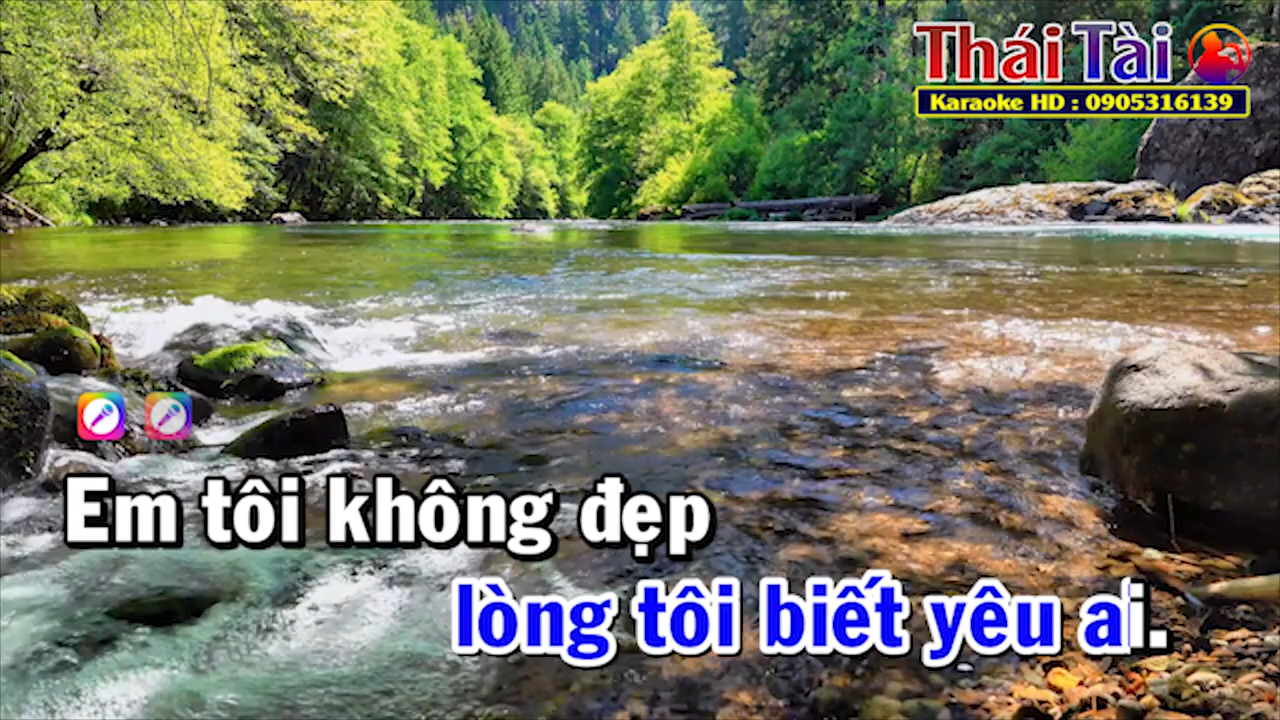 Thái Tài
Karaoke HD : 0905316139
Em tôi không đẹp
lòng tôi biết yêu ai.